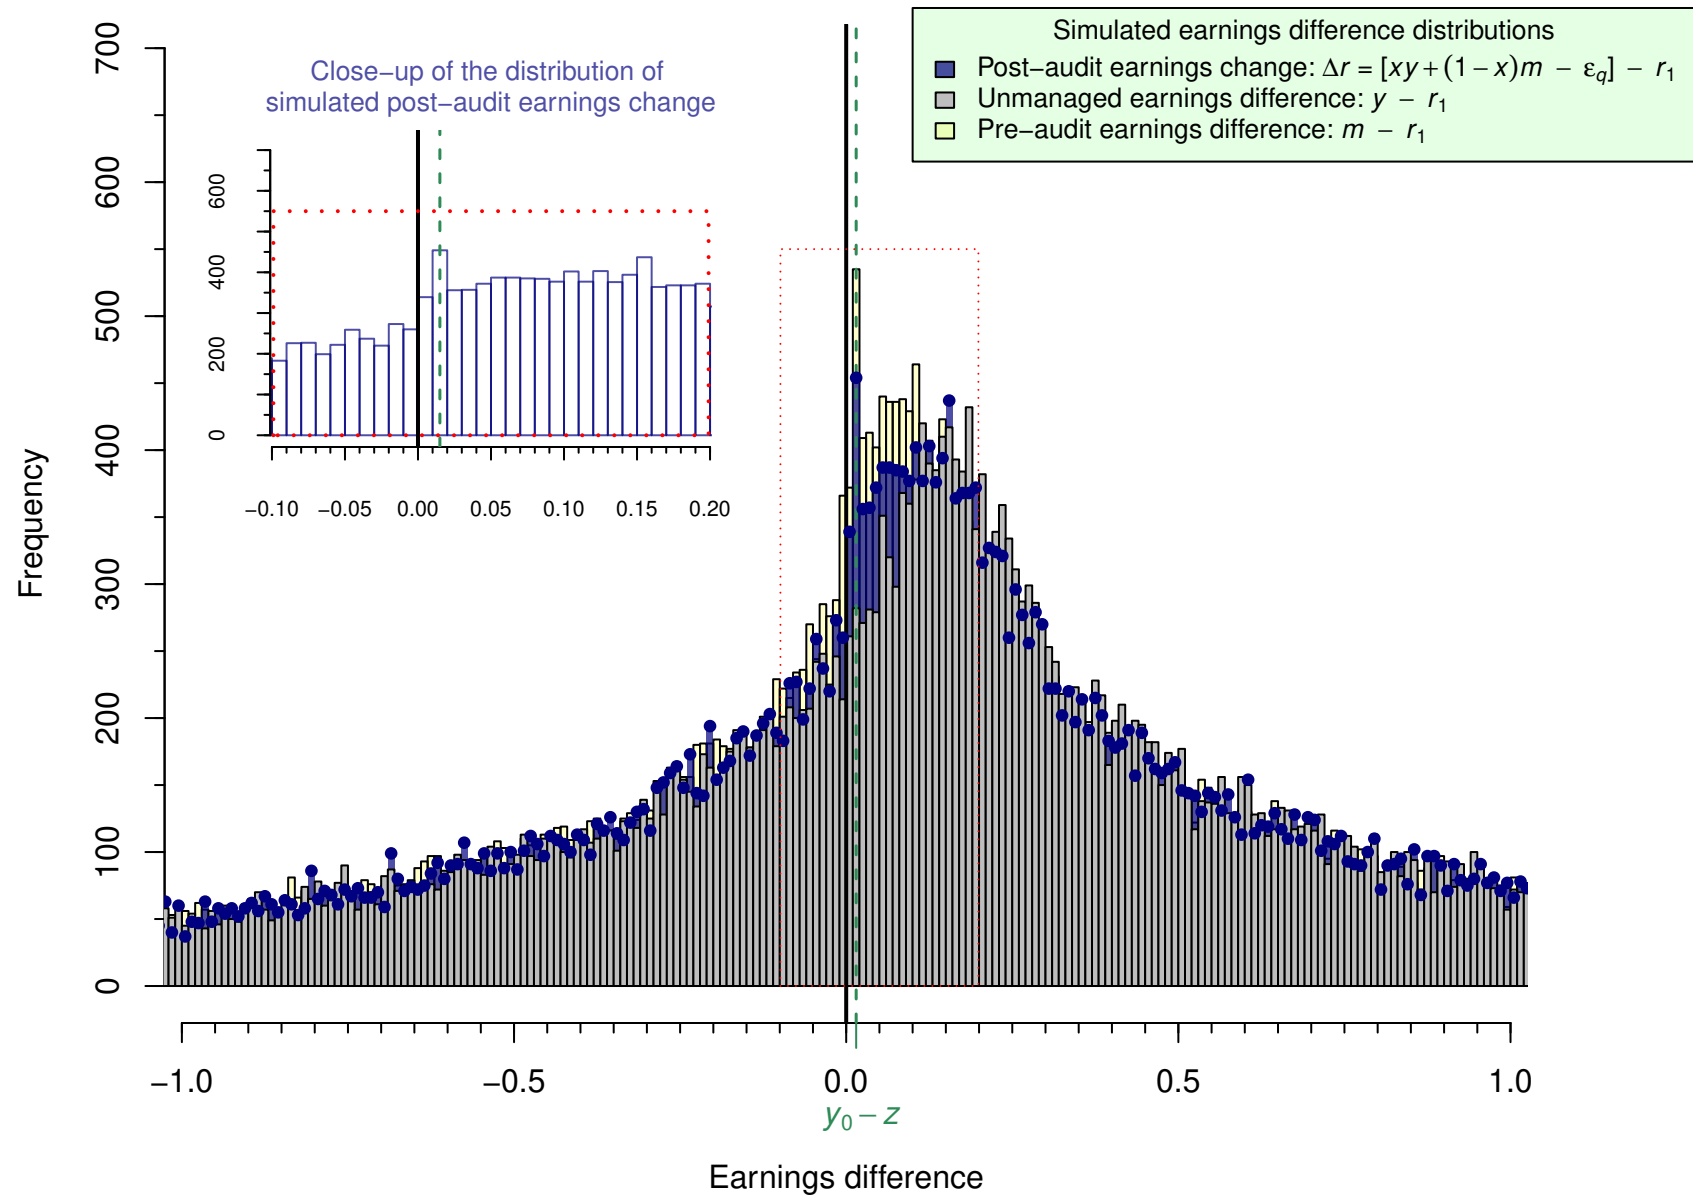 Simulated earnings difference distributions
Post−audit earnings change: Δr = [xy + (1 − x)m − ε_q] − r_1
Unmanaged earnings difference: y − r_1
Pre−audit earnings difference: m − r_1
Close−up of the distribution of
simulated post−audit earnings change
0 200 400 600
−0.10 −0.05 0.00 0.05 0.10 0.15 0.20
Frequency
0 100 200 300 400 500 600 700
−1.0 −0.5 0.0 0.5 1.0
y_0 − z
Earnings difference